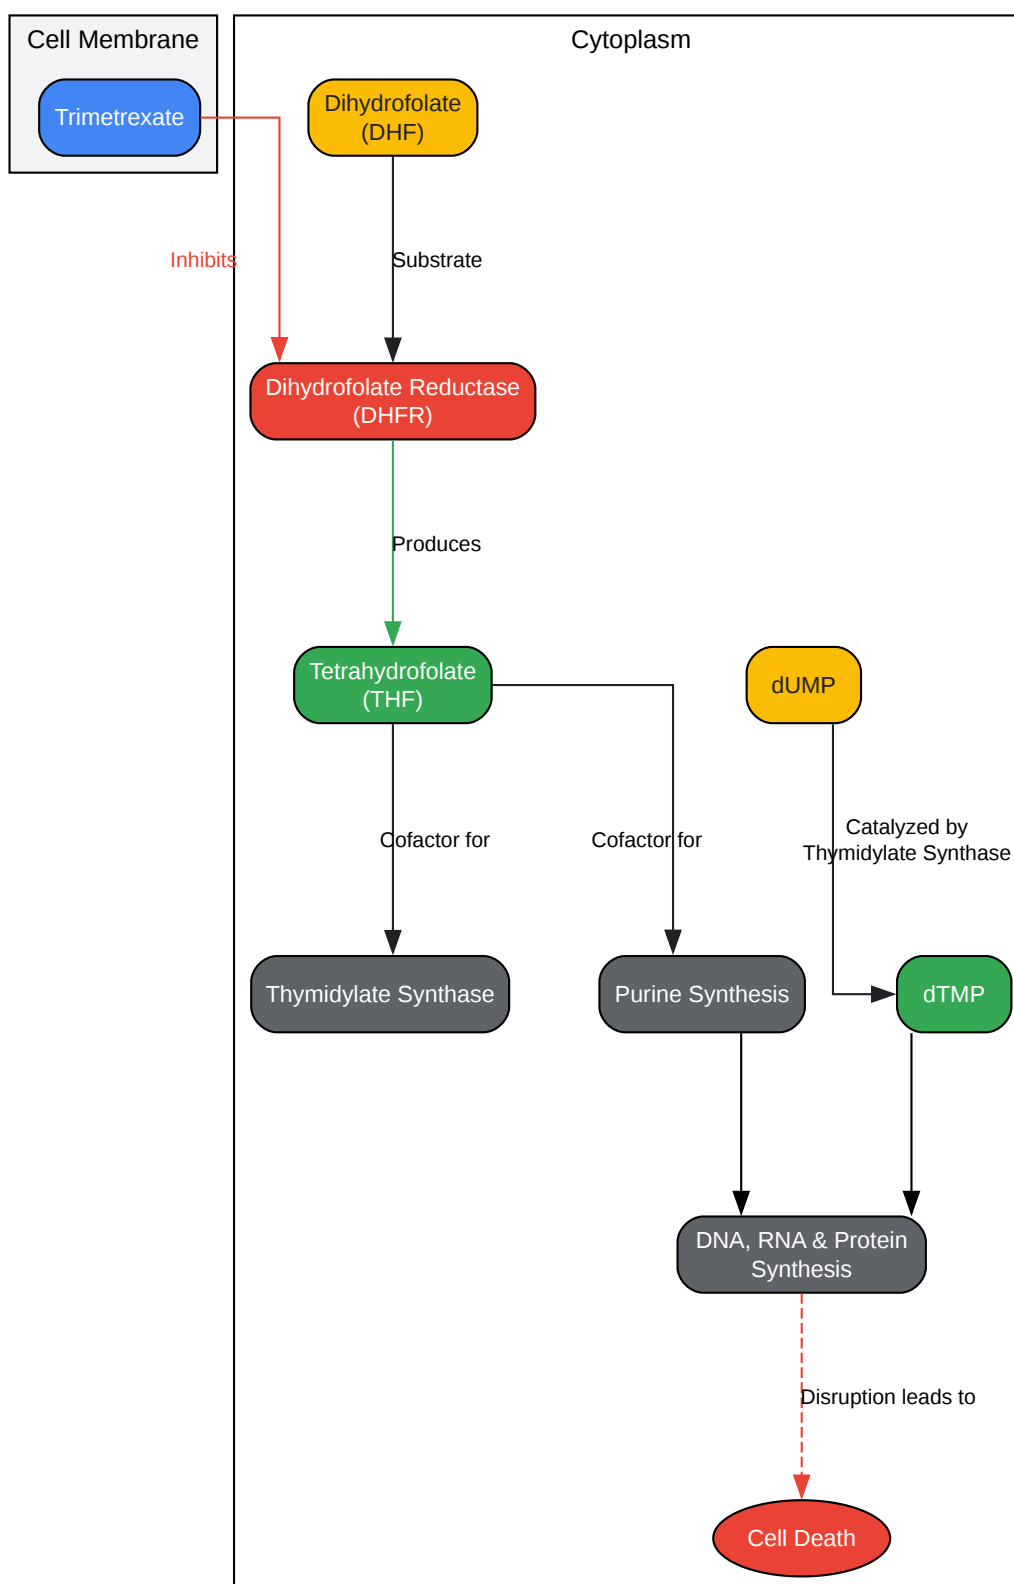 Cell Membrane
Cytoplasm
Trimetrexate
Dihydrofolate
(DHF)
Inhibits
Substrate
Dihydrofolate Reductase
(DHFR)
Produces
Tetrahydrofolate
(THF)
dUMP
Cofactor for
Cofactor for
Catalyzed by
Thymidylate Synthase
Thymidylate Synthase
Purine Synthesis
dTMP
DNA, RNA & Protein
Synthesis
Disruption leads to
Cell Death